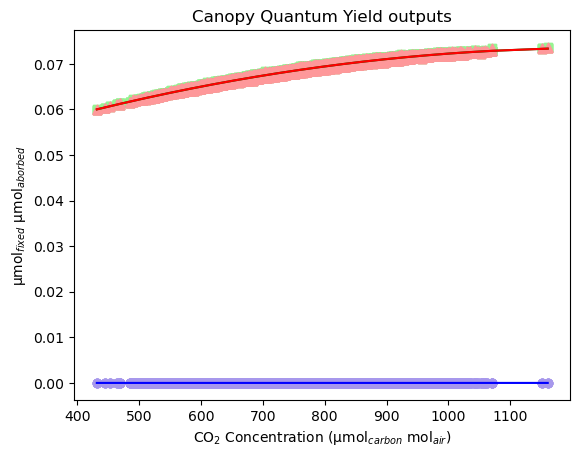 Canopy Quantum Yield outputs
0.07
0.06
0.05
0.04
0.03
0.02
0.01
0.00
μmol_fixed μmol_aborbed
400 500 600 700 800 900 1000 1100
CO₂ Concentration (μmol_carbon mol_air)